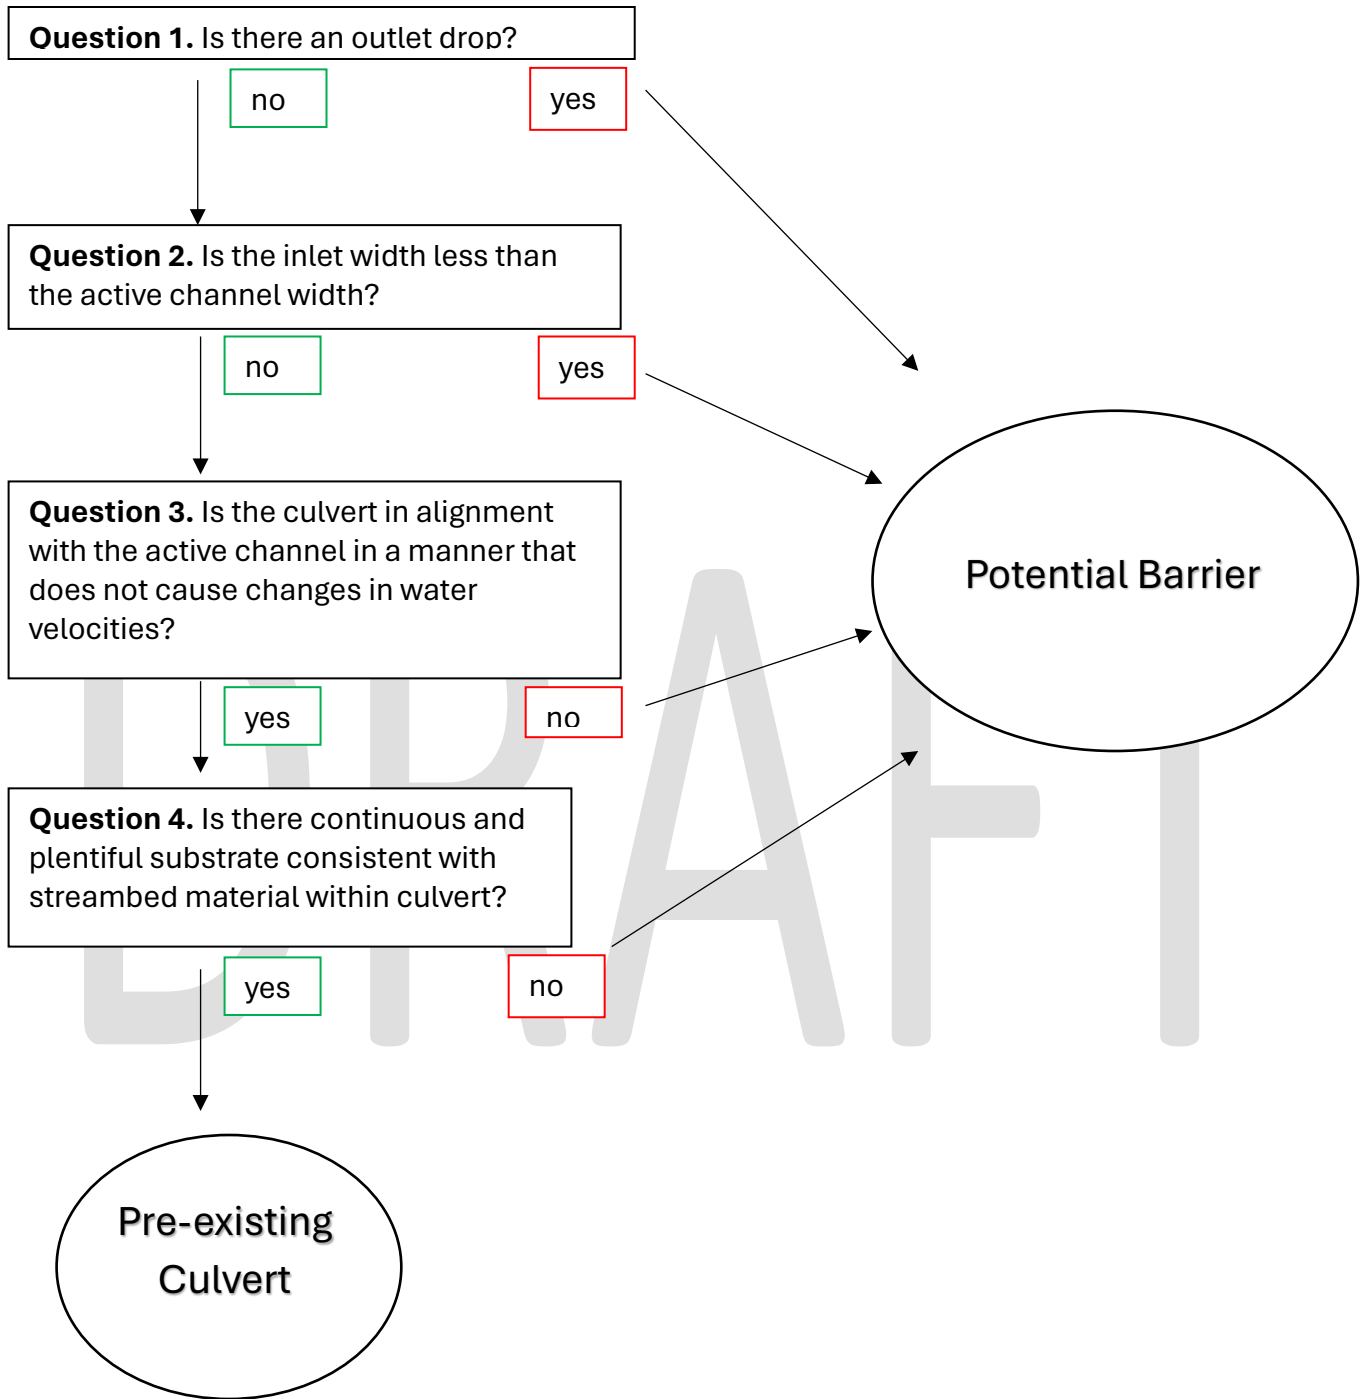 Question 1. Is there an outlet drop?
no
yes
Question 2. Is the inlet width less than
the active channel width?
no
yes
Question 3. Is the culvert in alignment
with the active channel in a manner that
does not cause changes in water
velocities?
yes
no
Potential Barrier
Question 4. Is there continuous and
plentiful substrate consistent with
streambed material within culvert?
yes
no
Pre-existing
Culvert
DRAFT